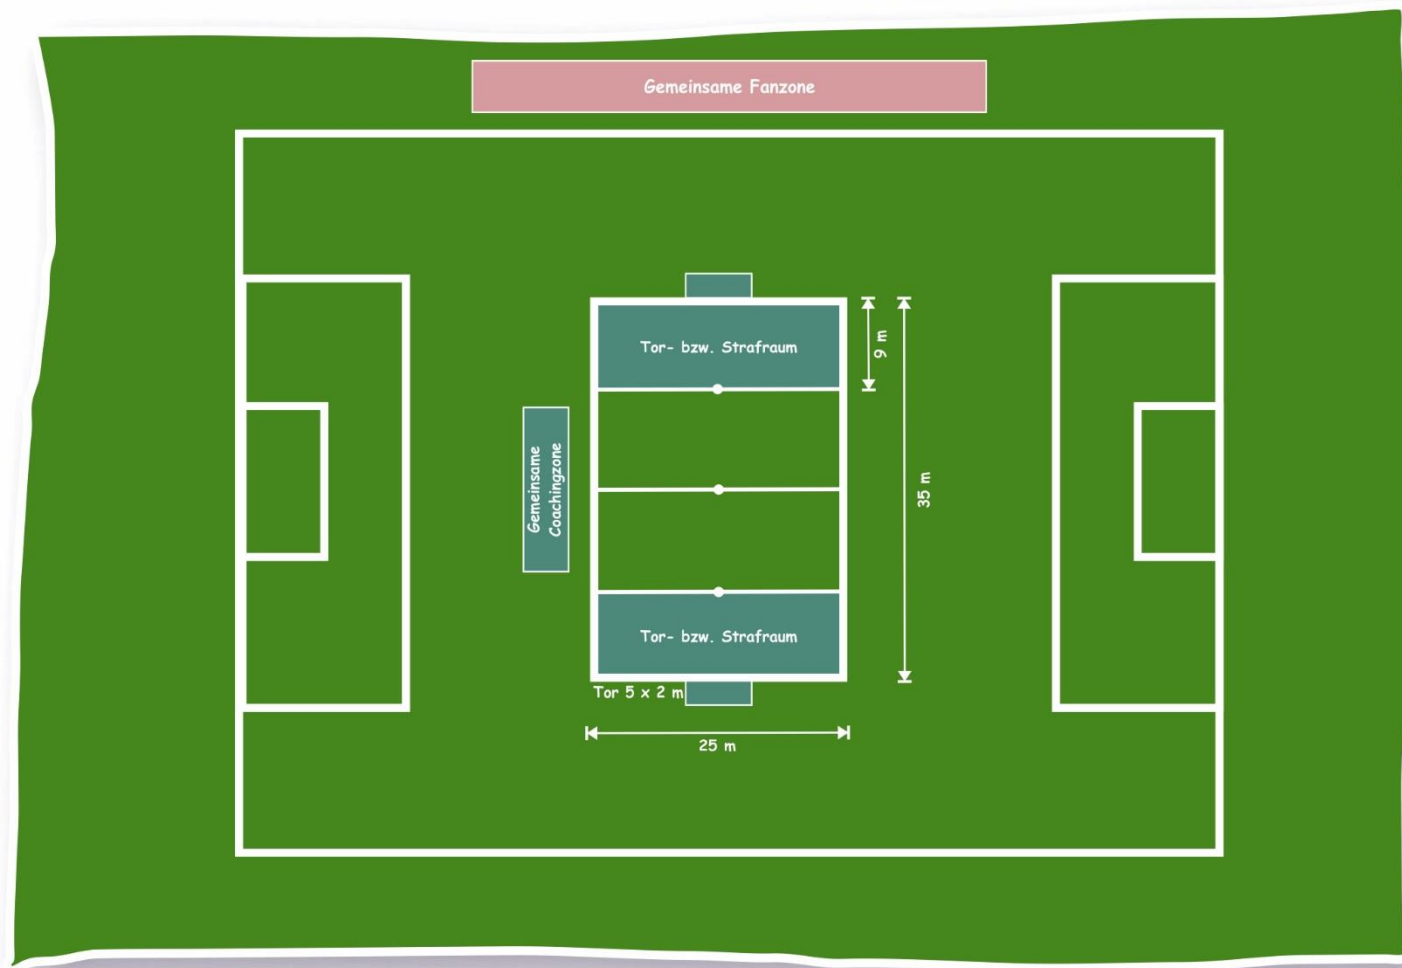 Gemeinsame Fanzone
Tor- bzw. Strafraum
9 m
Gemeinsame
Coachingzone
35 m
Tor- bzw. Strafraum
Tor 5 x 2 m
25 m